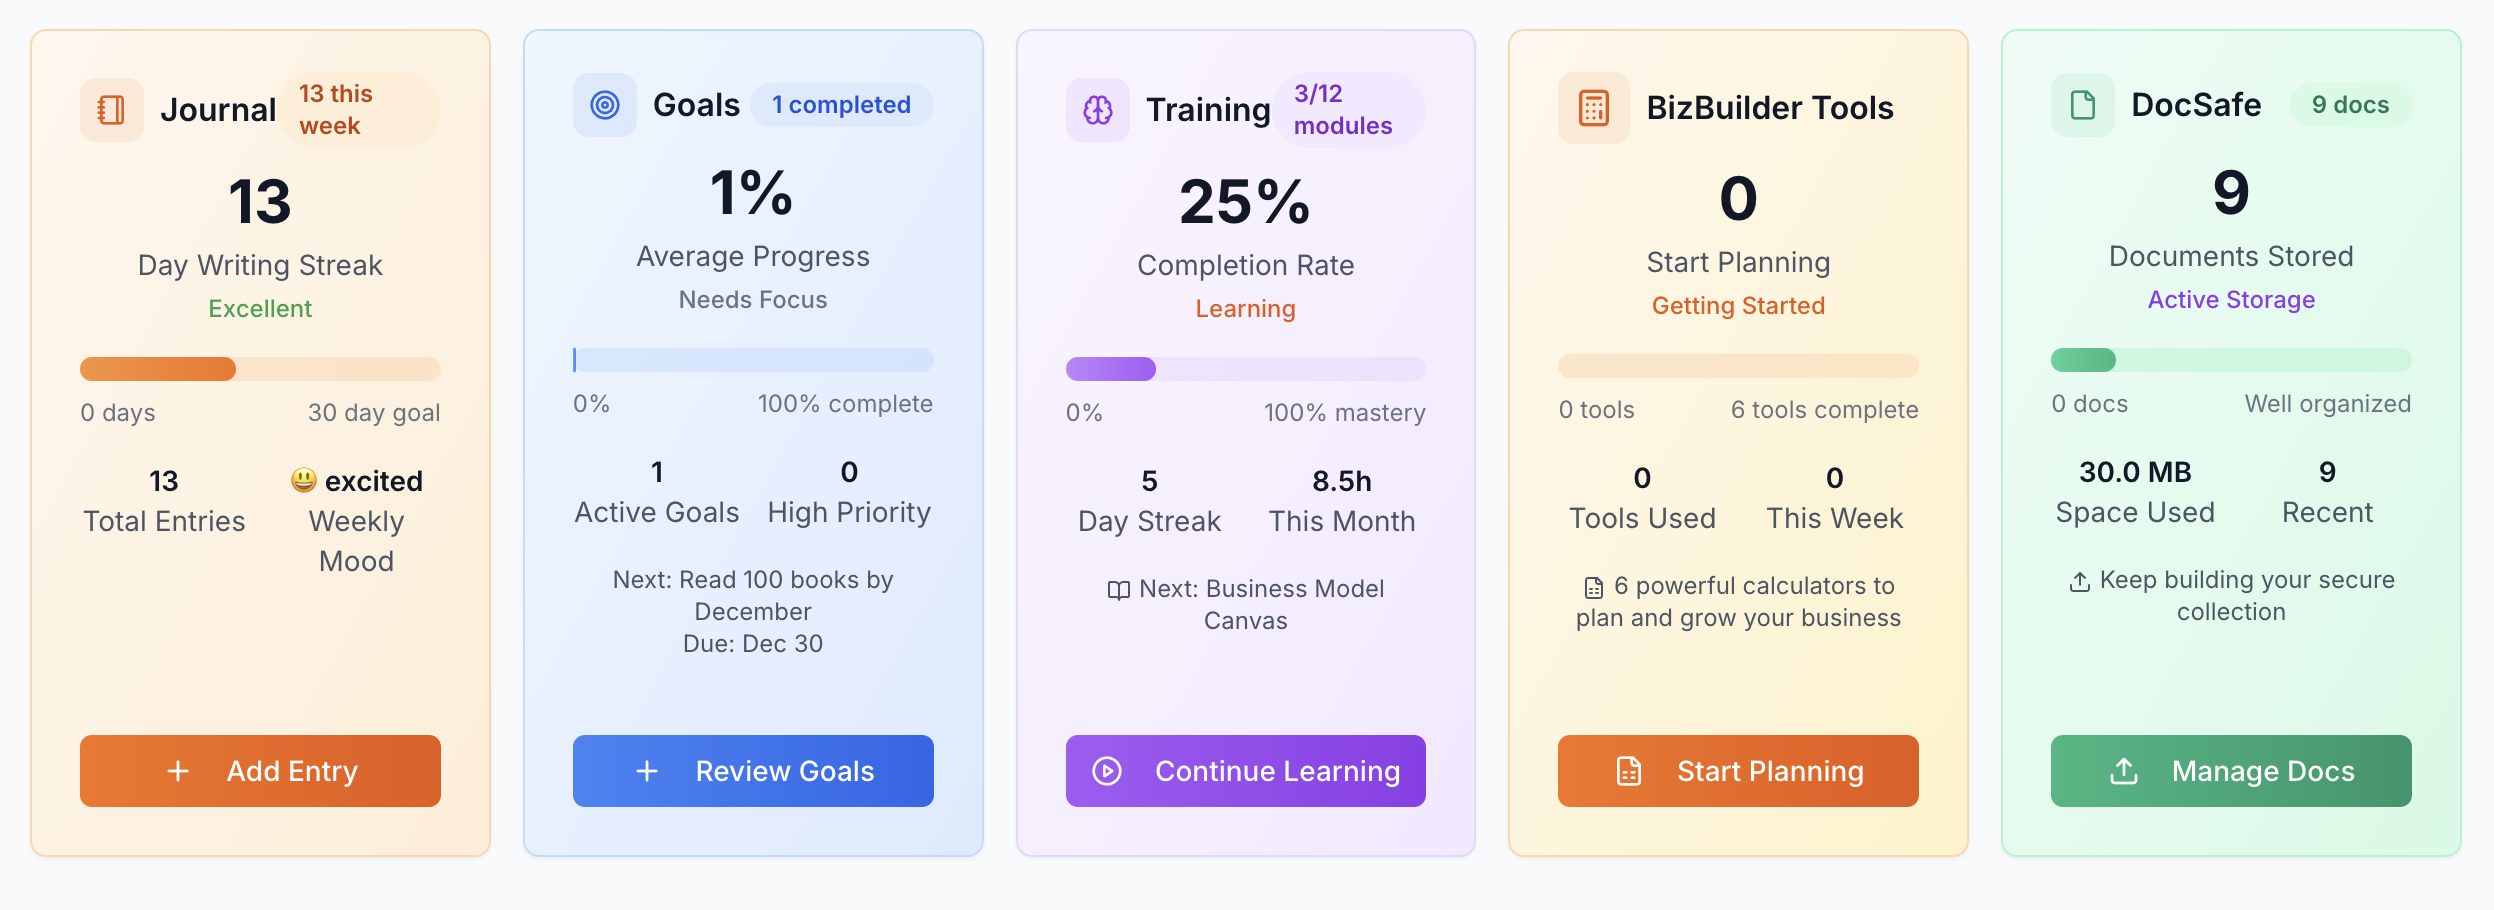 Journal
13 this
week
13
Day Writing Streak
Excellent
0 days
30 day goal
13
Total Entries
😃 excited
Weekly
Mood
Add Entry
Goals
1 completed
1%
Average Progress
Needs Focus
0%
100% complete
1
Active Goals
0
High Priority
Next: Read 100 books by
December
Due: Dec 30
Review Goals
Training
3/12
modules
25%
Completion Rate
Learning
0%
100% mastery
5
Day Streak
8.5h
This Month
Next: Business Model
Canvas
Continue Learning
BizBuilder Tools
0
Start Planning
Getting Started
0 tools
6 tools complete
0
Tools Used
0
This Week
6 powerful calculators to
plan and grow your business
Start Planning
DocSafe
9 docs
9
Documents Stored
Active Storage
0 docs
Well organized
30.0 MB
Space Used
9
Recent
Keep building your secure
collection
Manage Docs